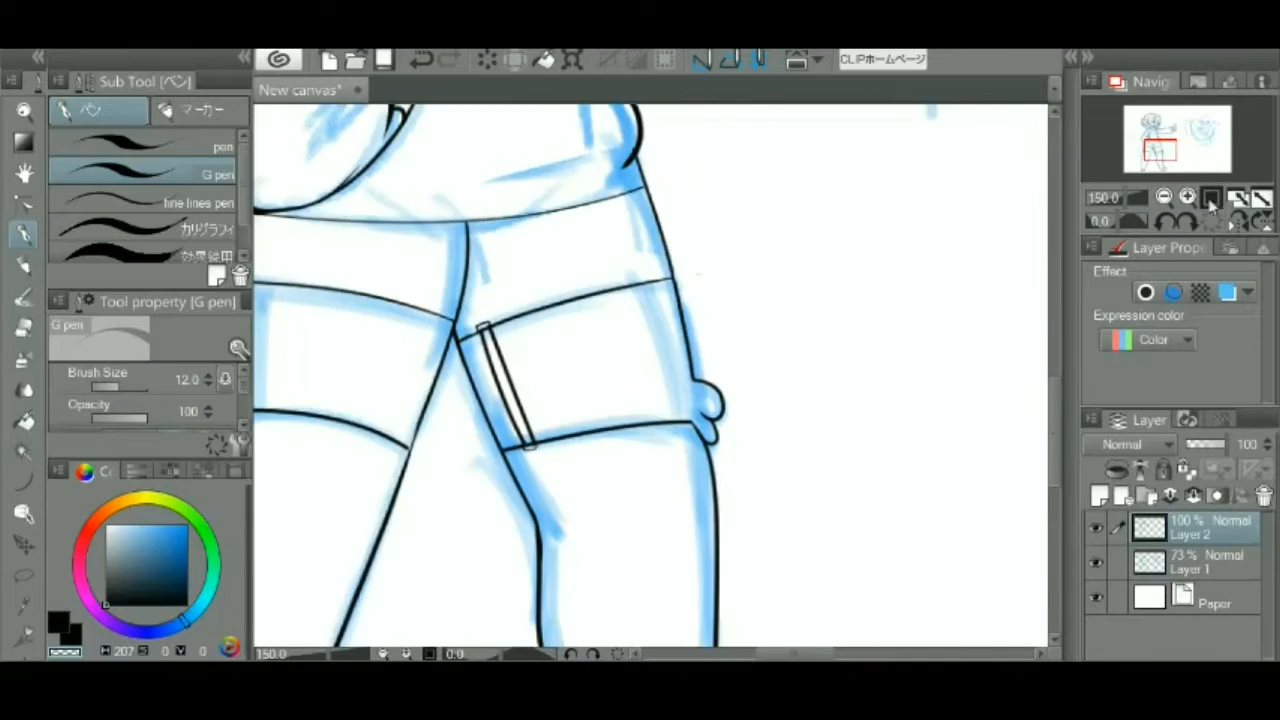 Sub Tool [ペン]
ペン
マーカー
pen
G pen
fine lines pen
カリグラフィ
効果線用
Tool property [G pen]
G pen
Brush Size
12.0
Opacity
100
H 207 S 0 V 0
CLIPホームページ
New canvas*
150.0
0.0
Navig
150.0
0.0
Layer Prope
Effect
Expression color
Color
Layer
Normal
100
100 % Normal
Layer 2
73 % Normal
Layer 1
Paper